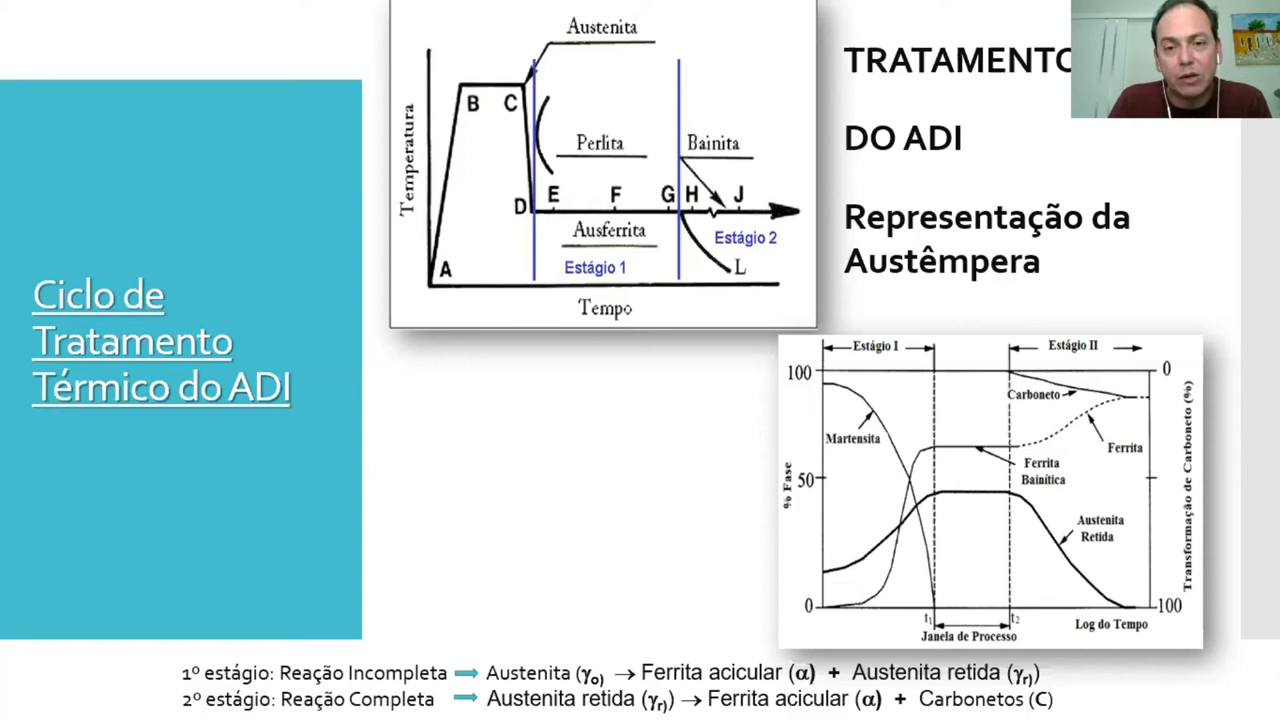 Ciclo de
Tratamento
Térmico do ADI
Austenita
Temperatura
B C
Perlita
Bainita
D E F G H J
Ausferrita
Estágio 2
Estágio 1
A
L
Tempo
TRATAMENTO
DO ADI
Representação da
Austêmpera
Estágio I
Estágio II
100
0
Carboneto
Martensita
Ferrita
Ferrita
Bainítica
% Fase
50
Austenita
Retida
Transformação de Carboneto (%)
0
100
t1
t2
Log do Tempo
Janela de Processo
1º estágio: Reação Incompleta Austenita (γo) → Ferrita acicular (α) + Austenita retida (γr)
2º estágio: Reação Completa Austenita retida (γr) → Ferrita acicular (α) + Carbonetos (C)